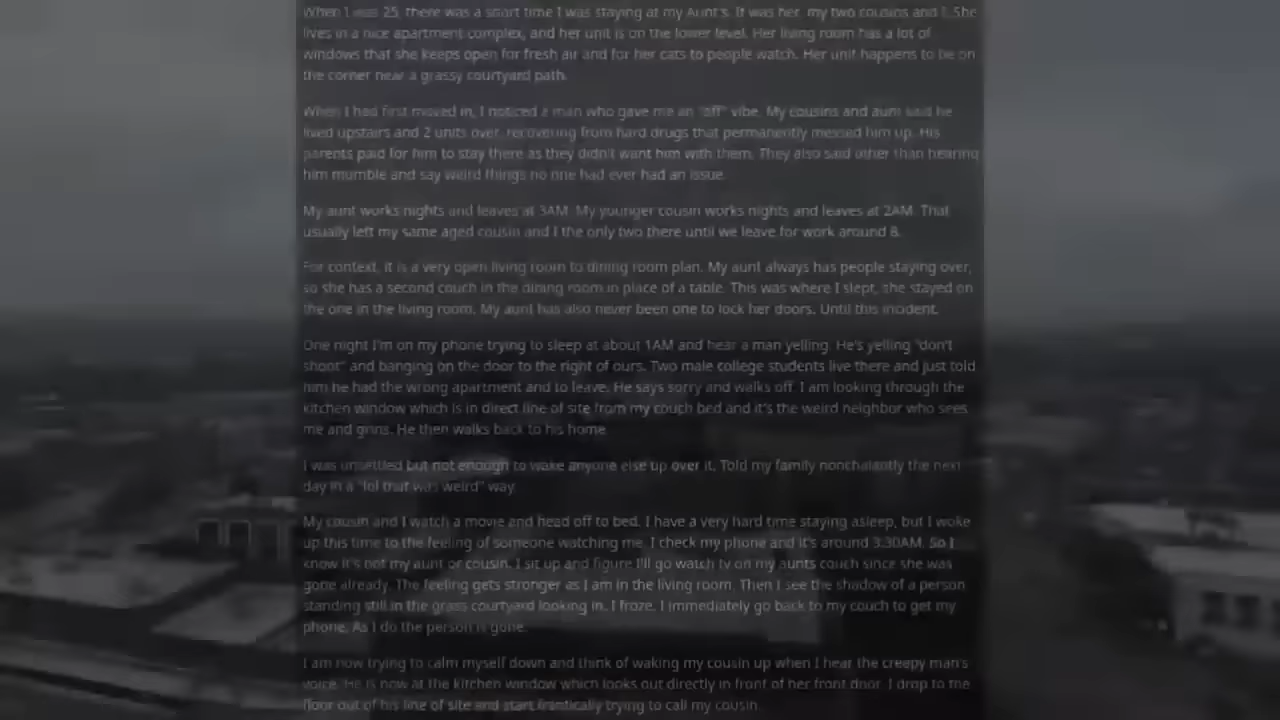 When I was 25, there was a short time I was staying at my Aunt's. It was her, my two cousins and I. She
lives in a nice apartment complex, and her unit is on the lower level. Her living room has a lot of
windows that she keeps open for fresh air and for her cats to people watch. Her unit happens to be on
the corner near a grassy courtyard path.
When I had first moved in, I noticed a man who gave me an "off" vibe. My cousins and aunt said he
lived upstairs and 2 units over, recovering from hard drugs that permanently messed him up. His
parents paid for him to stay there as they didn't want him with them. They also said other than hearing
him mumble and say weird things no one had ever had an issue.
My aunt works nights and leaves at 3AM. My younger cousin works nights and leaves at 2AM. That
usually left my same aged cousin and I the only two there until we leave for work around 8.
For context, it is a very open living room to dining room plan. My aunt always has people staying over,
so she has a second couch in the dining room in place of a table. This was where I slept, she stayed on
the one in the living room. My aunt has also never been one to lock her doors. Until this incident.
One night I'm on my phone trying to sleep at about 1AM and hear a man yelling. He's yelling "don't
shoot" and banging on the door to the right of ours. Two male college students live there and just told
him he had the wrong apartment and to leave. He says sorry and walks off. I am looking through the
kitchen window which is in direct line of site from my couch bed and it's the weird neighbor who sees
me and grins. He then walks back to his home.
I was unsettled but not enough to wake anyone else up over it. Told my family nonchalantly the next
day in a "lol that was weird" way.
My cousin and I watch a movie and head off to bed. I have a very hard time staying asleep, but I woke
up this time to the feeling of someone watching me. I check my phone and it's around 3:30AM. So I
know it's not my aunt or cousin. I sit up and figure I'll go watch tv on my aunts couch since she was
gone already. The feeling gets stronger as I am in the living room. Then I see the shadow of a person
standing still in the grass courtyard looking in. I froze. I immediately go back to my couch to get my
phone. As I do the person is gone.
I am now trying to calm myself down and think of waking my cousin up when I hear the creepy man's
voice. He is now at the kitchen window which looks out directly in front of her front door. I drop to the
floor out of his line of site and start frantically trying to call my cousin.